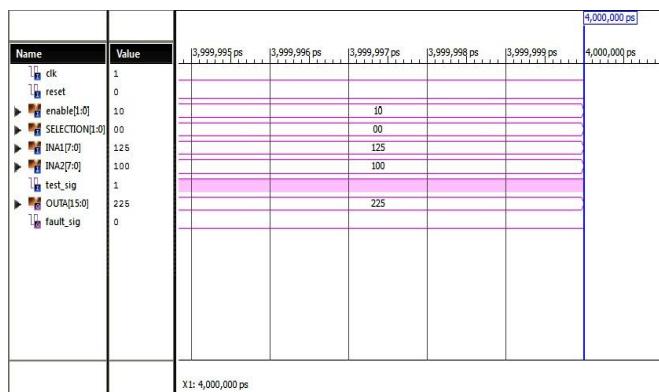 4,000,000 ps
Name Value 3,999,995 ps 3,999,996 ps 3,999,997 ps 3,999,998 ps 3,999,999 ps 4,000,000 ps
clk 1
reset 0
enable[1:0] 10 10
SELECTION[1:0] 00 00
INA1[7:0] 125 125
INA2[7:0] 100 100
test_sig 1
OUTA[15:0] 225 225
fault_sig 0
X1: 4,000,000 ps